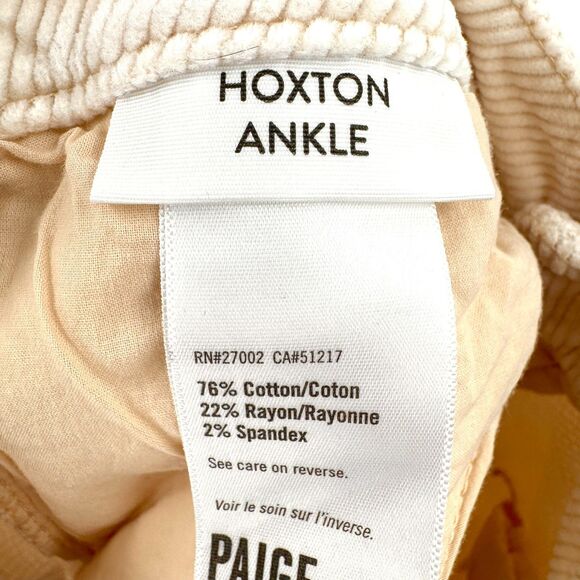 HOXTON
ANKLE
RN#27002 CA#51217
76% Cotton/Coton
22% Rayon/Rayonne
2% Spandex
See care on reverse.
Voir le soin sur l'inverse.
PAIGE